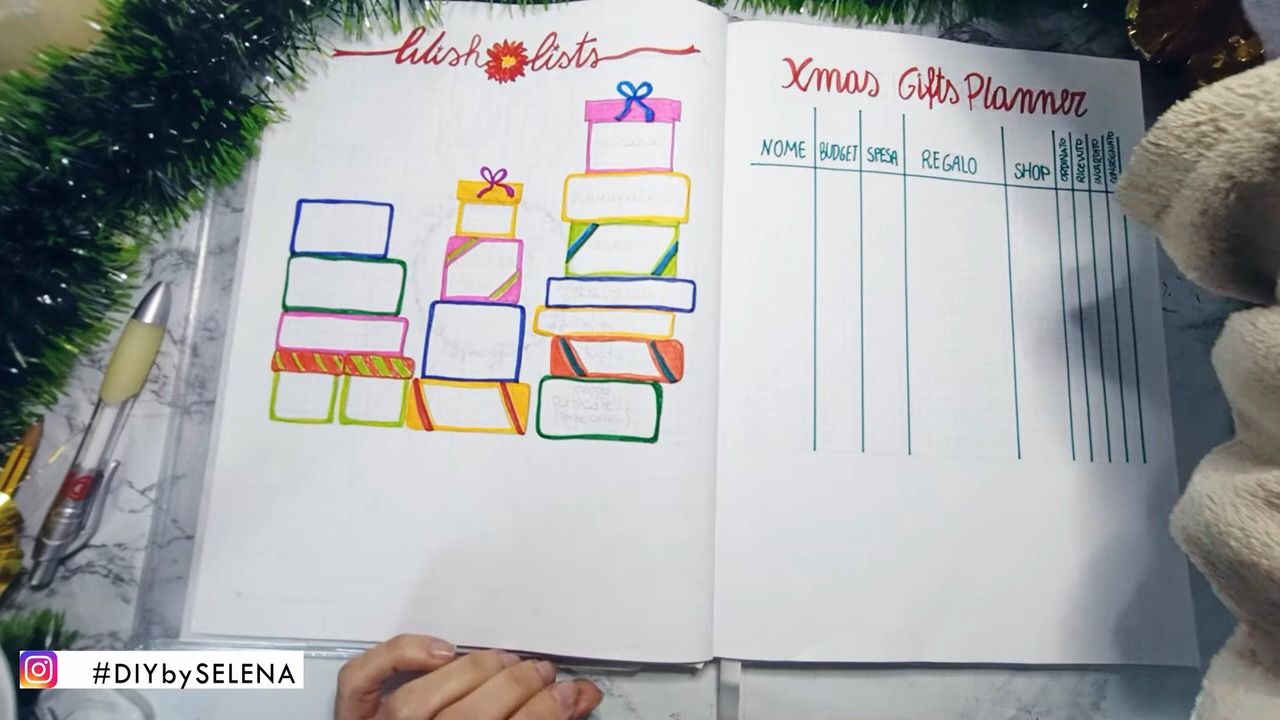 Wish lists
Xmas Gifts Planner
NOME BUDGET SPESA REGALO SHOP ORDINATO RICEVUTO INCARTATO CONSEGNATO
#DIYbySELENA